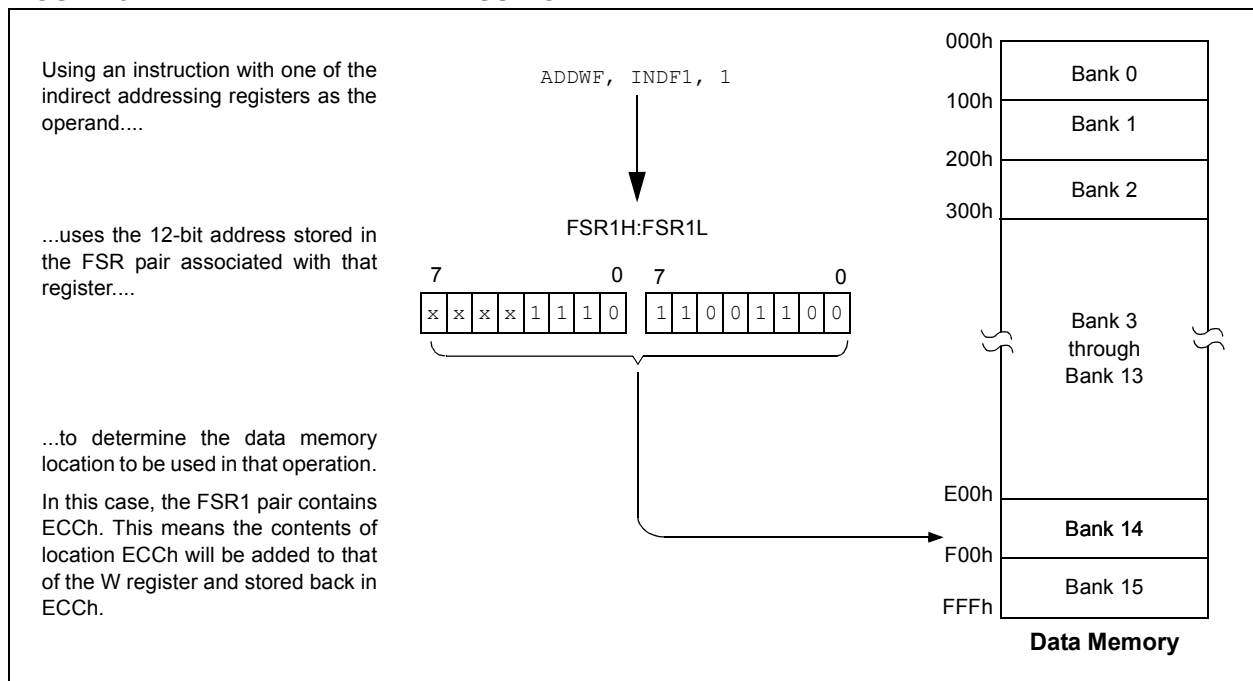 Using an instruction with one of the
indirect addressing registers as the
operand....
ADDWF, INDF1, 1
...uses the 12-bit address stored in
the FSR pair associated with that
register....
FSR1H:FSR1L
7 0 7 0
x x x x 1 1 1 0 1 1 0 0 1 1 0 0
...to determine the data memory
location to be used in that operation.
In this case, the FSR1 pair contains
ECCh. This means the contents of
location ECCh will be added to that
of the W register and stored back in
ECCh.
000h
Bank 0
100h
Bank 1
200h
Bank 2
300h
Bank 3
through
Bank 13
E00h
Bank 14
F00h
Bank 15
FFFh
Data Memory